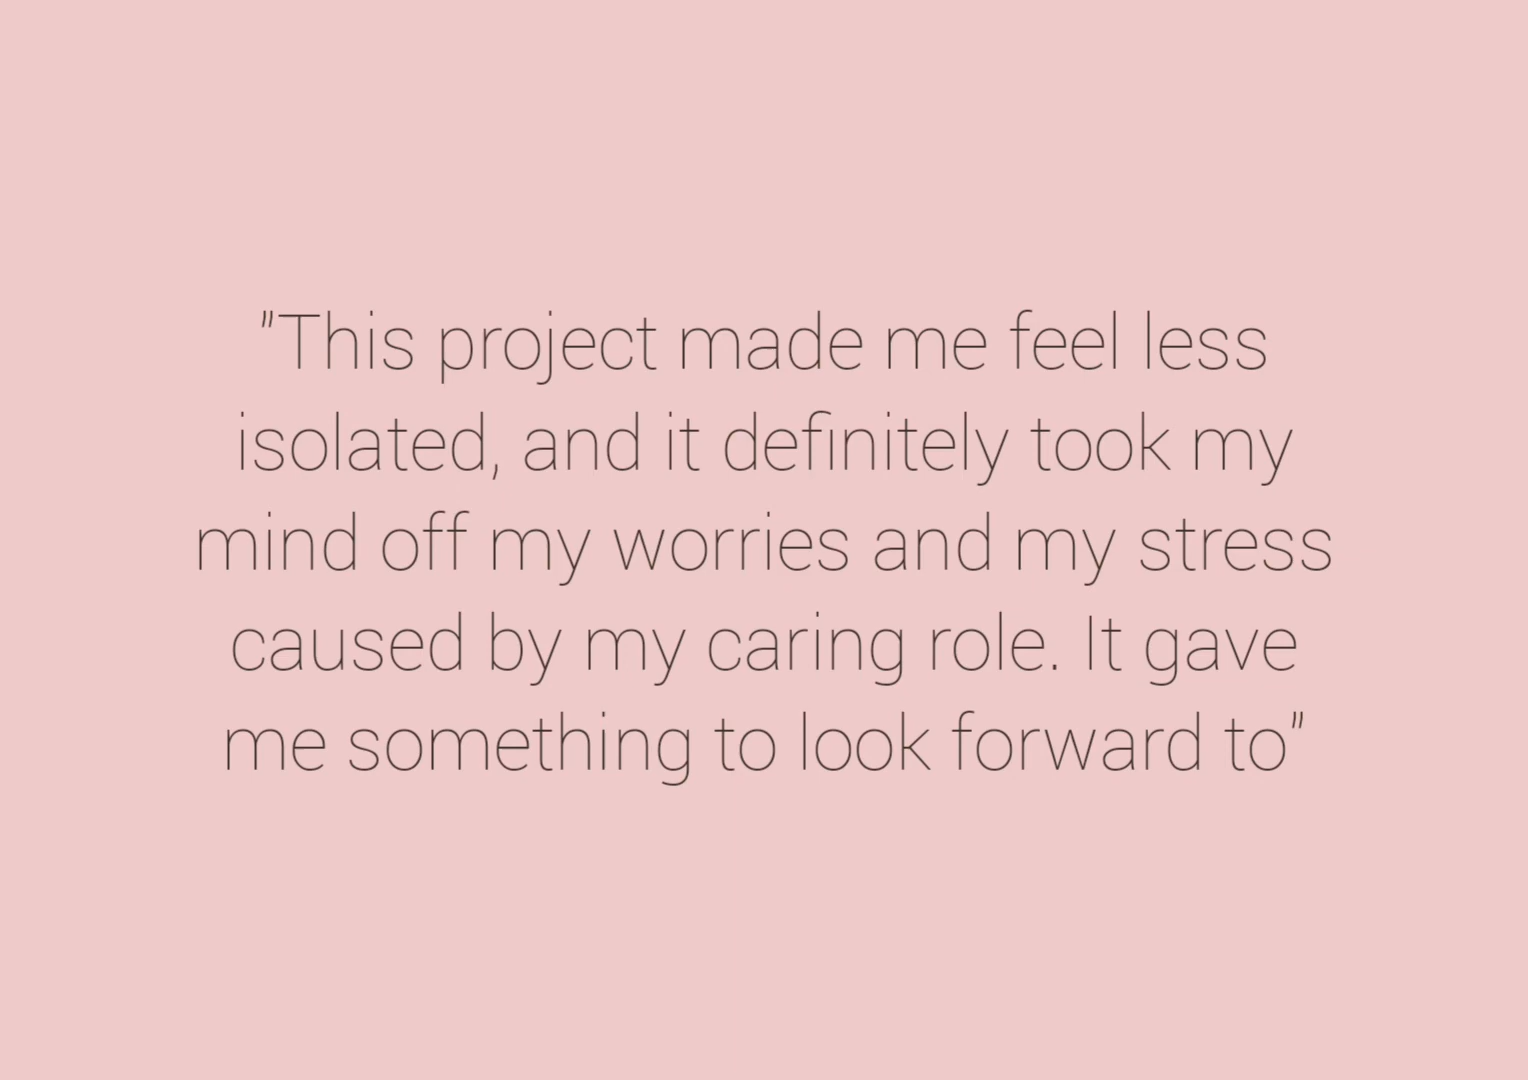 "This project made me feel less
isolated, and it definitely took my
mind off my worries and my stress
caused by my caring role. It gave
me something to look forward to"